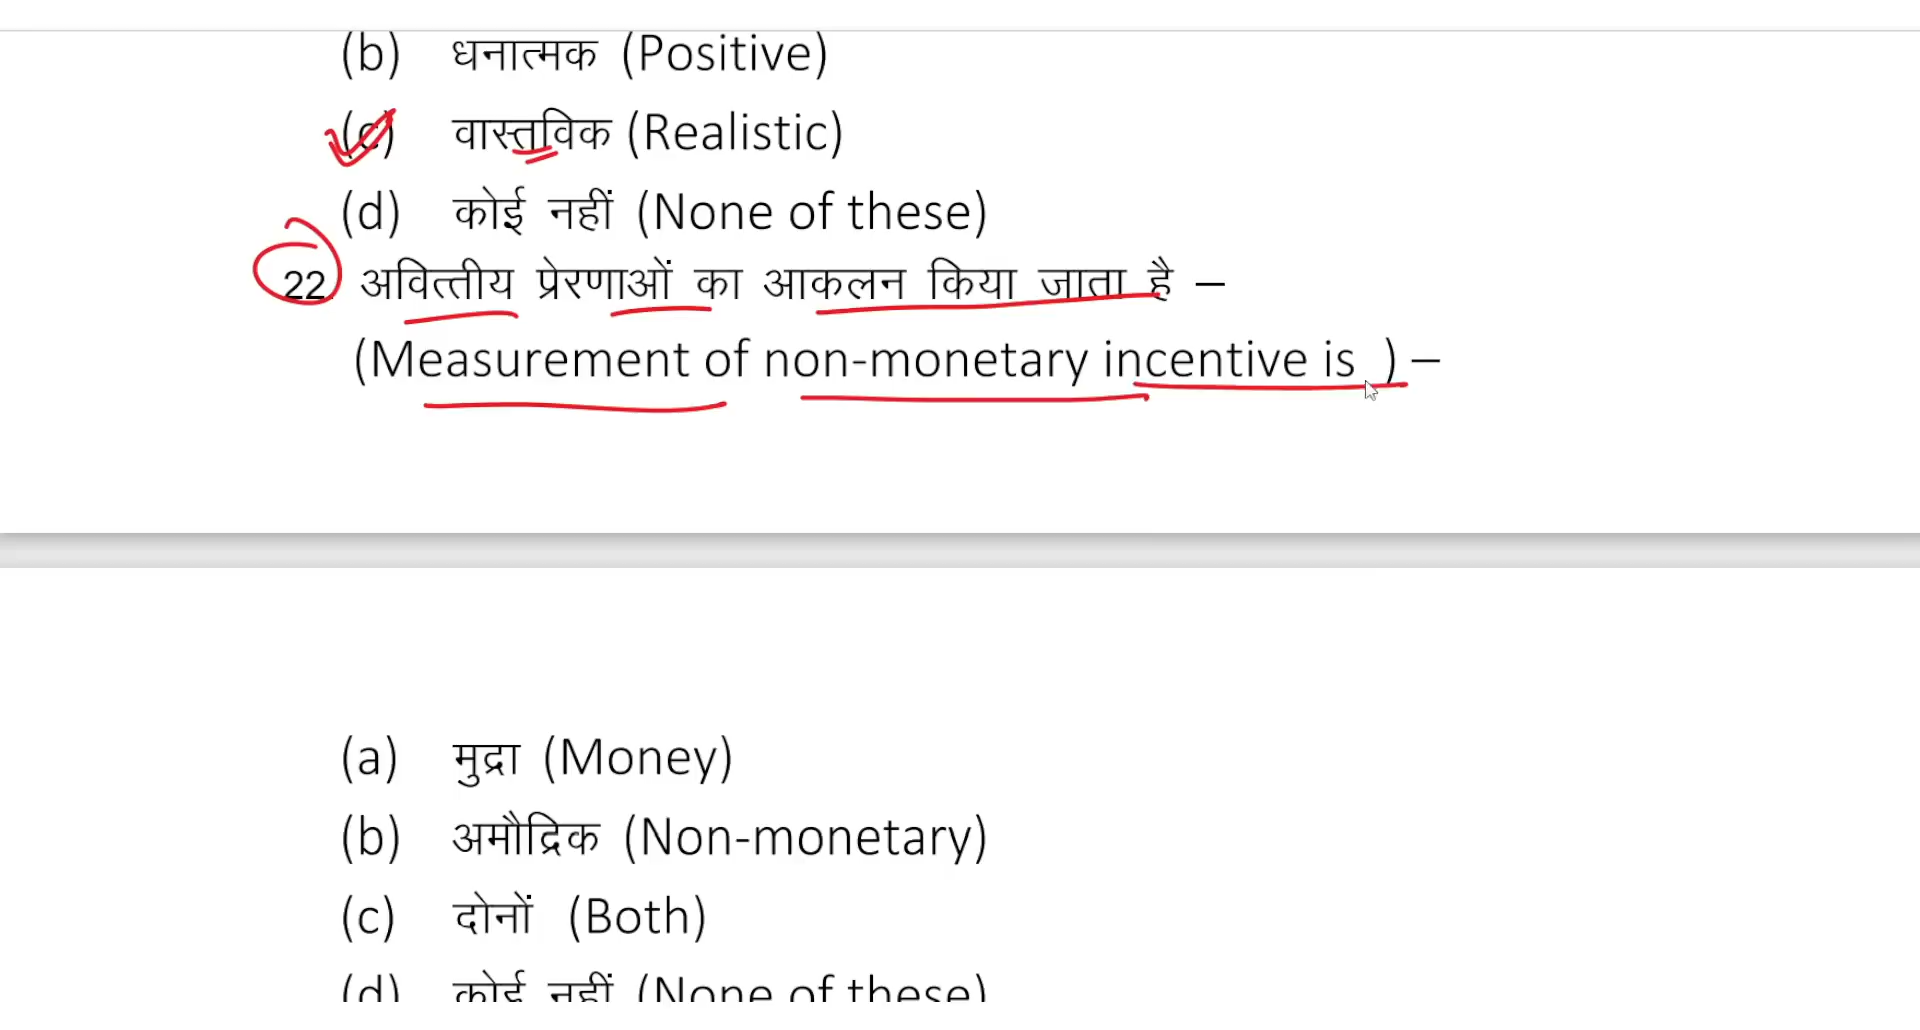 (b) धनात्मक (Positive)
(c) वास्तविक (Realistic)
(d) कोई नहीं (None of these)
22. अवित्तीय प्रेरणाओं का आकलन किया जाता है –
(Measurement of non-monetary incentive is ) –
(a) मुद्रा (Money)
(b) अमौद्रिक (Non-monetary)
(c) दोनों (Both)
(d) कोई नहीं (None of these)